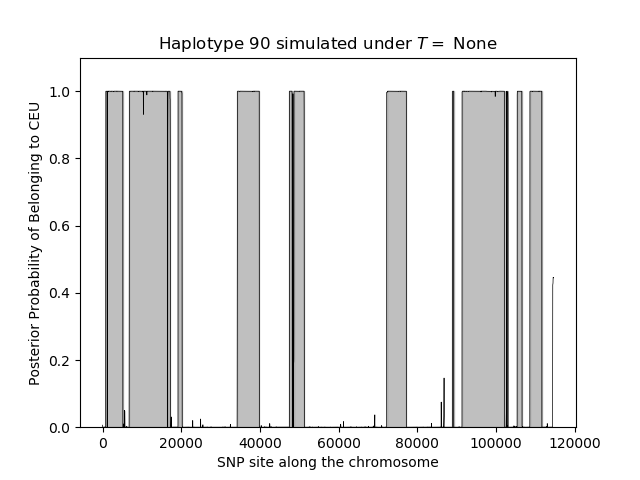 Haplotype 90 simulated under T = None
Posterior Probability of Belonging to CEU
1.0
0.8
0.6
0.4
0.2
0.0
0 20000 40000 60000 80000 100000 120000
SNP site along the chromosome